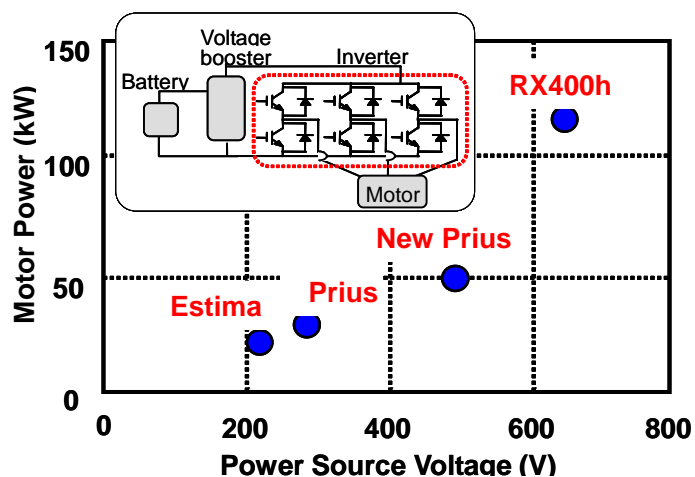 150
100
50
0
Motor Power (kW)
Voltage
booster
Inverter
Battery
Motor
RX400h
New Prius
Prius
Estima
0
200
400
600
800
Power Source Voltage (V)